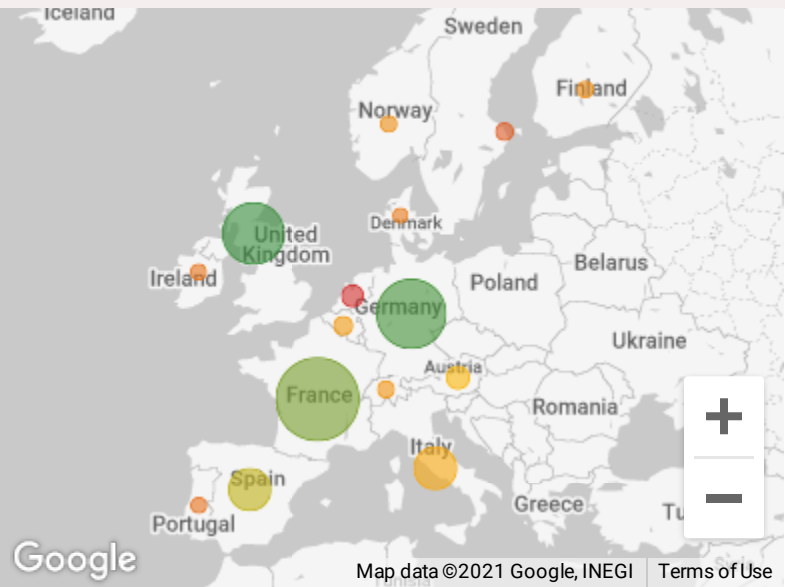 Iceland
Sweden
Finland
Norway
Denmark
United
Kingdom
Ireland
Belarus
Poland
Germany
Ukraine
Austria
France
Romania
Italy
Spain
Greece
Portugal
Google
Map data ©2021 Google, INEGI
Terms of Use
Tunisia